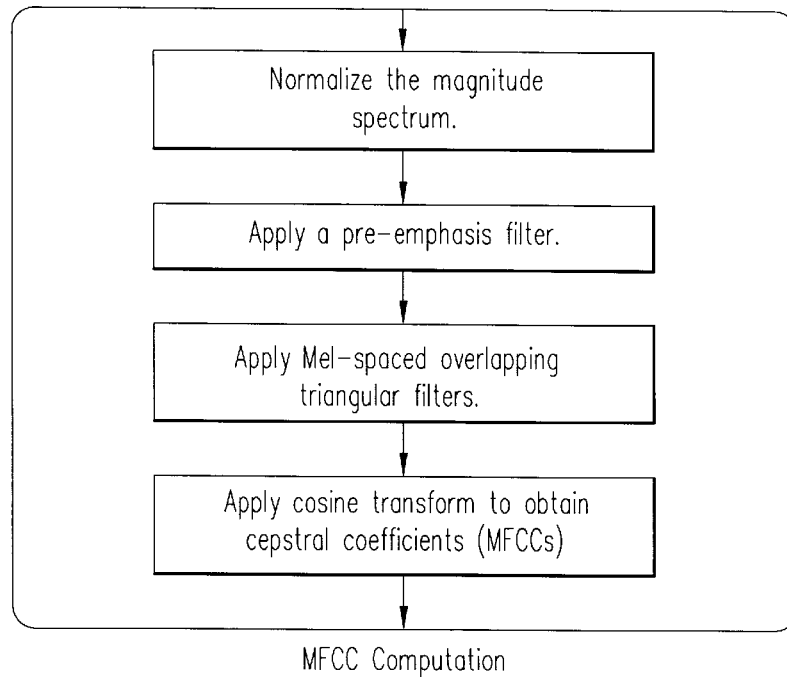 Normalize the magnitude
spectrum.
Apply a pre-emphasis filter.
Apply Mel-spaced overlapping
triangular filters.
Apply cosine transform to obtain
cepstral coefficients (MFCCs)
MFCC Computation